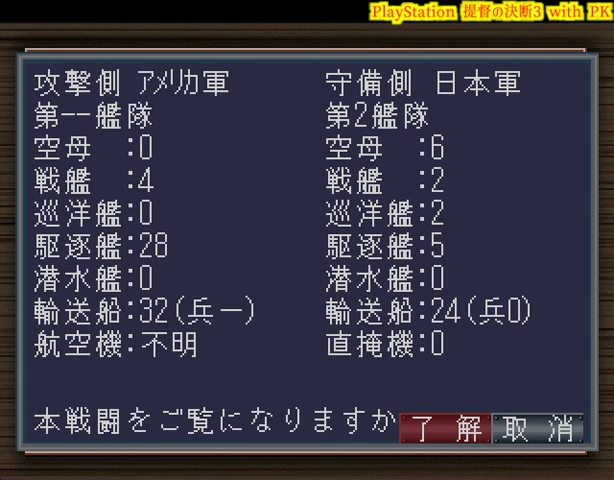 PlayStation 提督の決断3 with PK
攻撃側 アメリカ軍 守備側 日本軍
第--艦隊 第2艦隊
空母 :0 空母 :6
戦艦 :4 戦艦 :2
巡洋艦:0 巡洋艦:2
駆逐艦:28 駆逐艦:5
潜水艦:0 潜水艦:0
輸送船:32(兵ー) 輸送船:24(兵0)
航空機:不明 直掩機:0
本戦闘をご覧になりますか 了解 取消